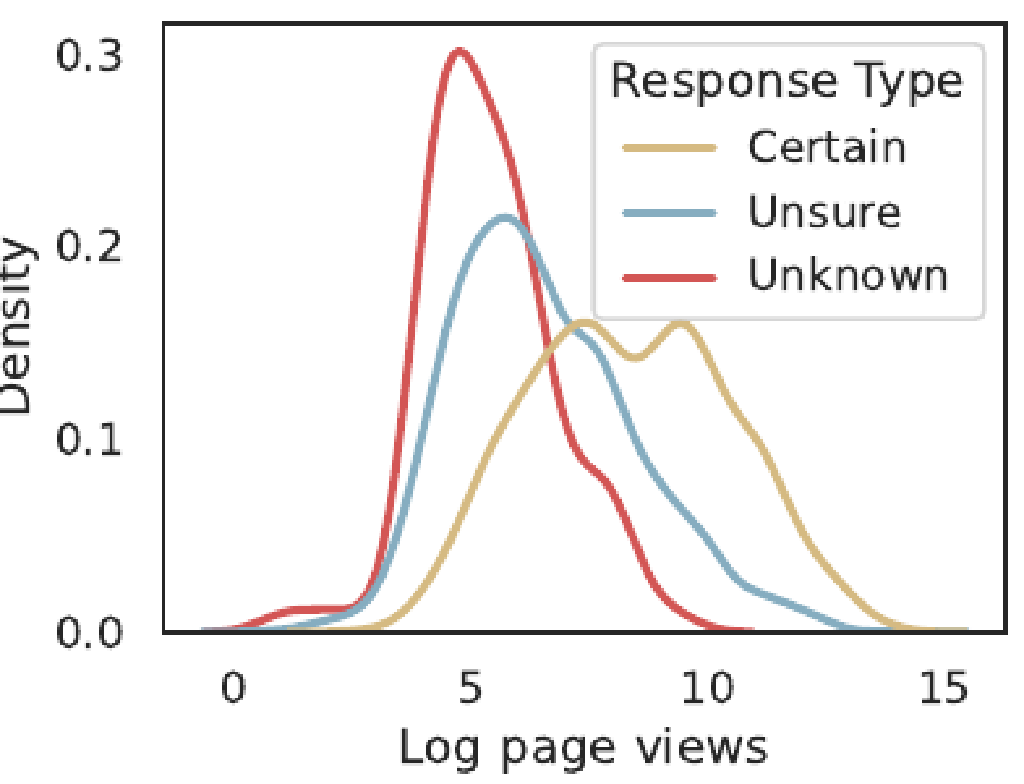 0.3
0.2
0.1
0.0
Density
Response Type
Certain
Unsure
Unknown
0 5 10 15
Log page views